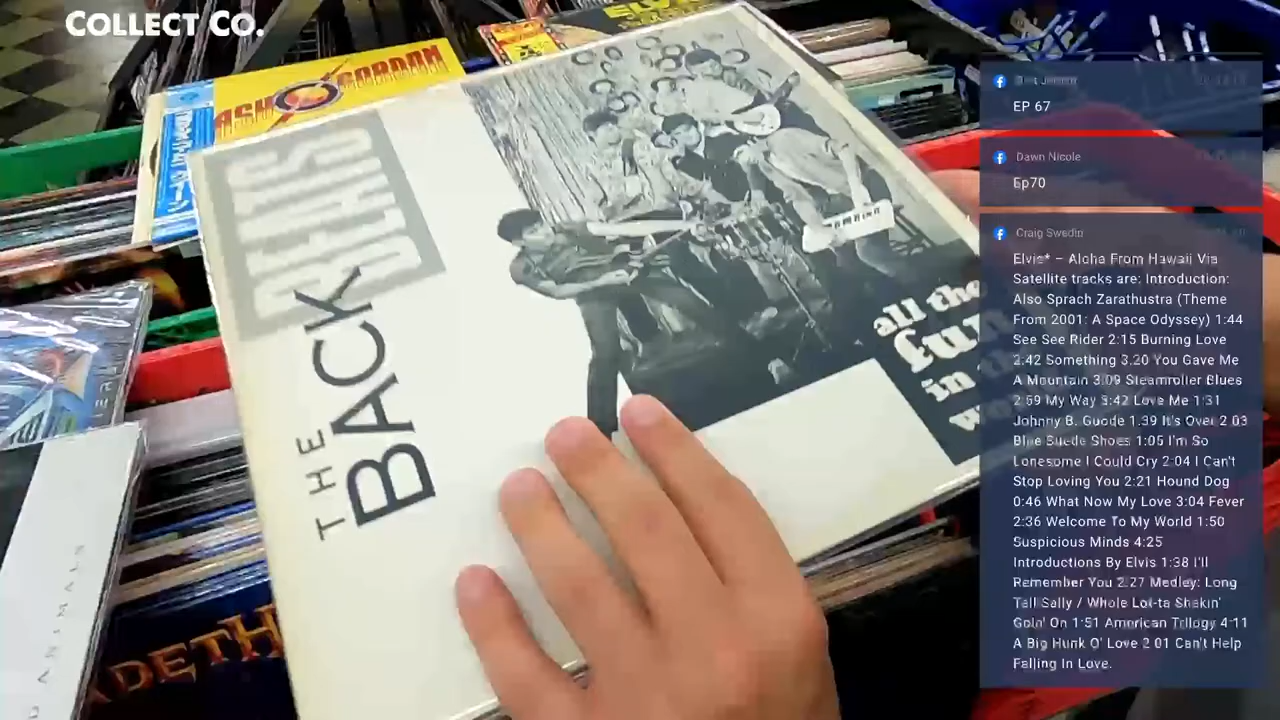 COLLECT CO.
GORDON
THE
BACK
BEATS
all the
fun
in
EP 67
Dawn Nicole
Ep70
Craig Swedin
Elvis* – Aloha From Hawaii Via
Satellite tracks are: Introduction:
Also Sprach Zarathustra (Theme
From 2001: A Space Odyssey) 1:44
See See Rider 2:15 Burning Love
2:42 Something 3.20 You Gave Me
A Mountain 3:09 Steamroller Blues
2:59 My Way 3:42 Love Me 1:31
Johnny B. Goode 1.39 It's Over 2:03
Blue Suede Shoes 1:05 I'm So
Lonesome I Could Cry 2:04 I Can't
Stop Loving You 2:21 Hound Dog
0:46 What Now My Love 3:04 Fever
2:36 Welcome To My World 1:50
Suspicious Minds 4:25
Introductions By Elvis 1:38 I'll
Remember You 2.27 Medley: Long
Tall Sally / Whole Lot-ta Shakin'
Goin' On 1:51 American Trilogy 4:11
A Big Hunk O' Love 2:01 Can't Help
Falling In Love.
ANIMALS